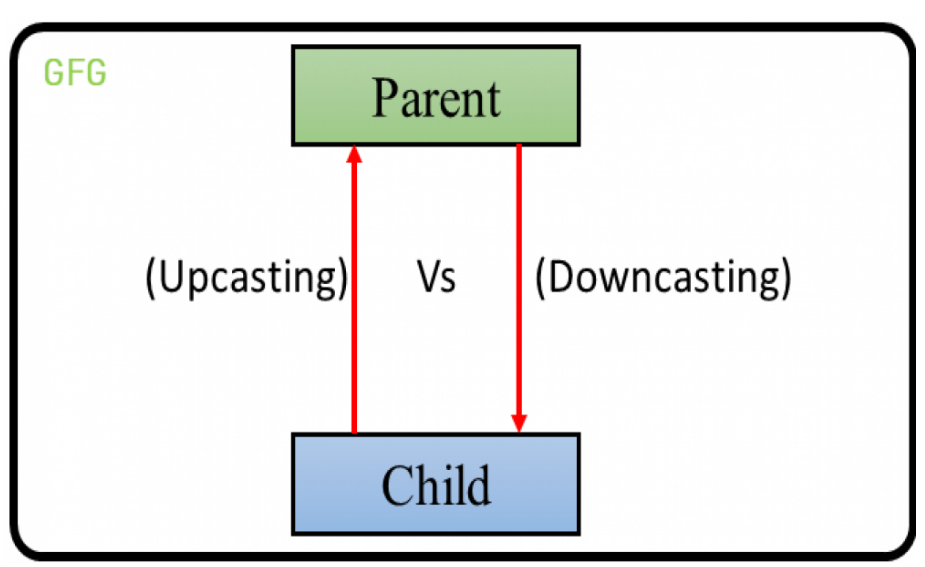 GFG
Parent
(Upcasting) Vs (Downcasting)
Child